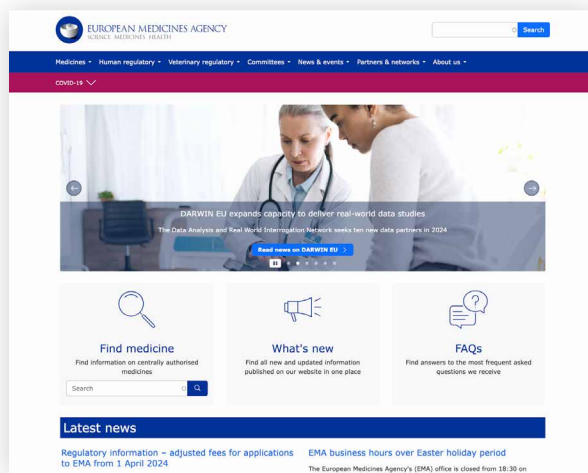 EUROPEAN MEDICINES AGENCY
SCIENCE MEDICINES HEALTH
Search
Medicines
Human regulatory
Veterinary regulatory
Committees
News & events
Partners & networks
About us
COVID-19
DARWIN EU expands capacity to deliver real-world data studies
The Data Analysis and Real World Interrogation Network seeks ten new data partners in 2024
Read news on DARWIN EU
Find medicine
Find information on centrally authorised
medicines
Search
What's new
Find all new and updated information
published on our website in one place
FAQs
Find answers to the most frequent asked
questions we receive
Latest news
Regulatory information – adjusted fees for applications
to EMA from 1 April 2024
EMA business hours over Easter holiday period
The European Medicines Agency's (EMA) office is closed from 18:30 on